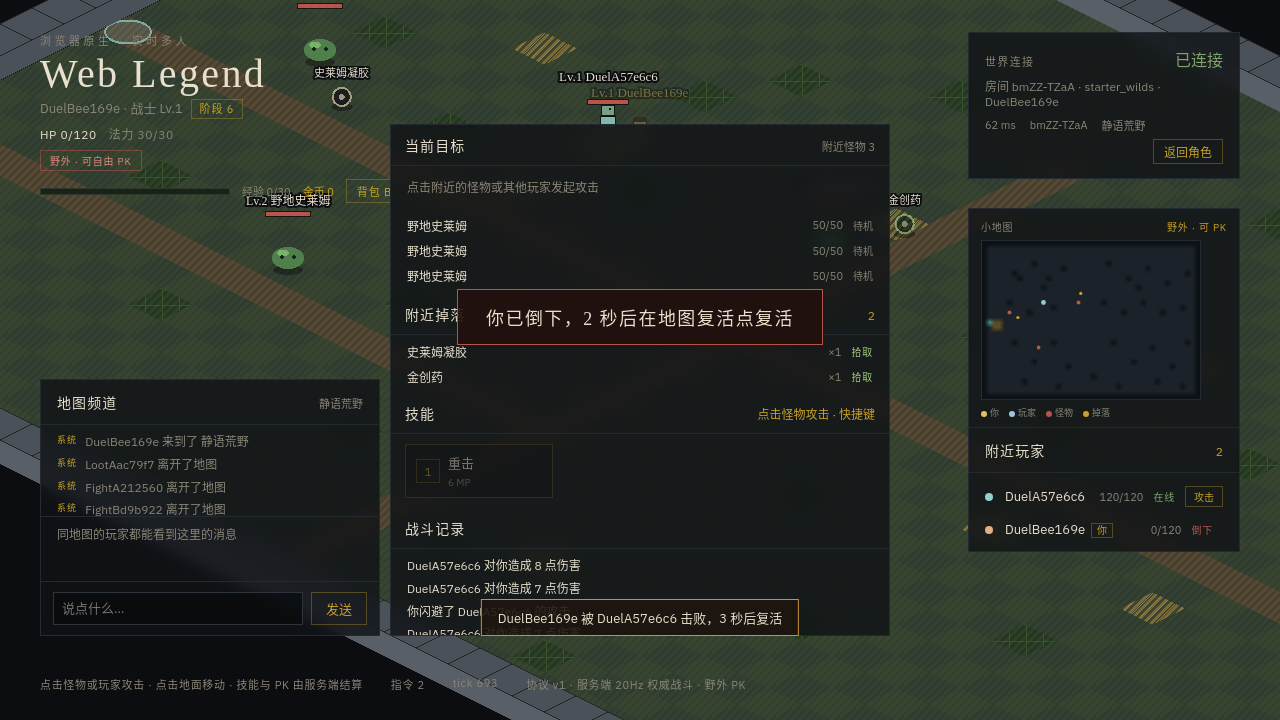 浏览器原生 · 实时多人
Web Legend
DuelBee169e · 战士 Lv.1 阶段 6
HP 0/120 法力 30/30
野外 · 可自由 PK
经验 0/30 金币 0 背包 B
史莱姆凝胶
Lv.2 野地史莱姆
Lv.1 DuelA57e6c6
Lv.1 DuelBee169e
金创药
世界连接 已连接
房间 bmZZ-TZaA · starter_wilds ·
DuelBee169e
62 ms bmZZ-TZaA 静语荒野
返回角色
小地图 野外 · 可 PK
你 玩家 怪物 掉落
附近玩家 2
DuelA57e6c6 120/120 在线 攻击
DuelBee169e 你 0/120 倒下
当前目标 附近怪物 3
点击附近的怪物或其他玩家发起攻击
野地史莱姆 50/50 待机
野地史莱姆 50/50 待机
野地史莱姆 50/50 待机
附近掉落 2
你已倒下，2 秒后在地图复活点复活
史莱姆凝胶 ×1 拾取
金创药 ×1 拾取
技能 点击怪物攻击 · 快捷键
1 重击
6 MP
战斗记录
DuelA57e6c6 对你造成 8 点伤害
DuelA57e6c6 对你造成 7 点伤害
你闪避了 DuelA57e6c6 的攻击
DuelA57e6c6 对你造成 7 点伤害
DuelBee169e 被 DuelA57e6c6 击败，3 秒后复活
地图频道 静语荒野
系统 DuelBee169e 来到了 静语荒野
系统 LootAac79f7 离开了地图
系统 FightA212560 离开了地图
系统 FightBd9b922 离开了地图
同地图的玩家都能看到这里的消息
说点什么… 发送
点击怪物或玩家攻击 · 点击地面移动 · 技能与 PK 由服务端结算 指令 2 tick 693 协议 v1 · 服务端 20Hz 权威战斗 · 野外 PK